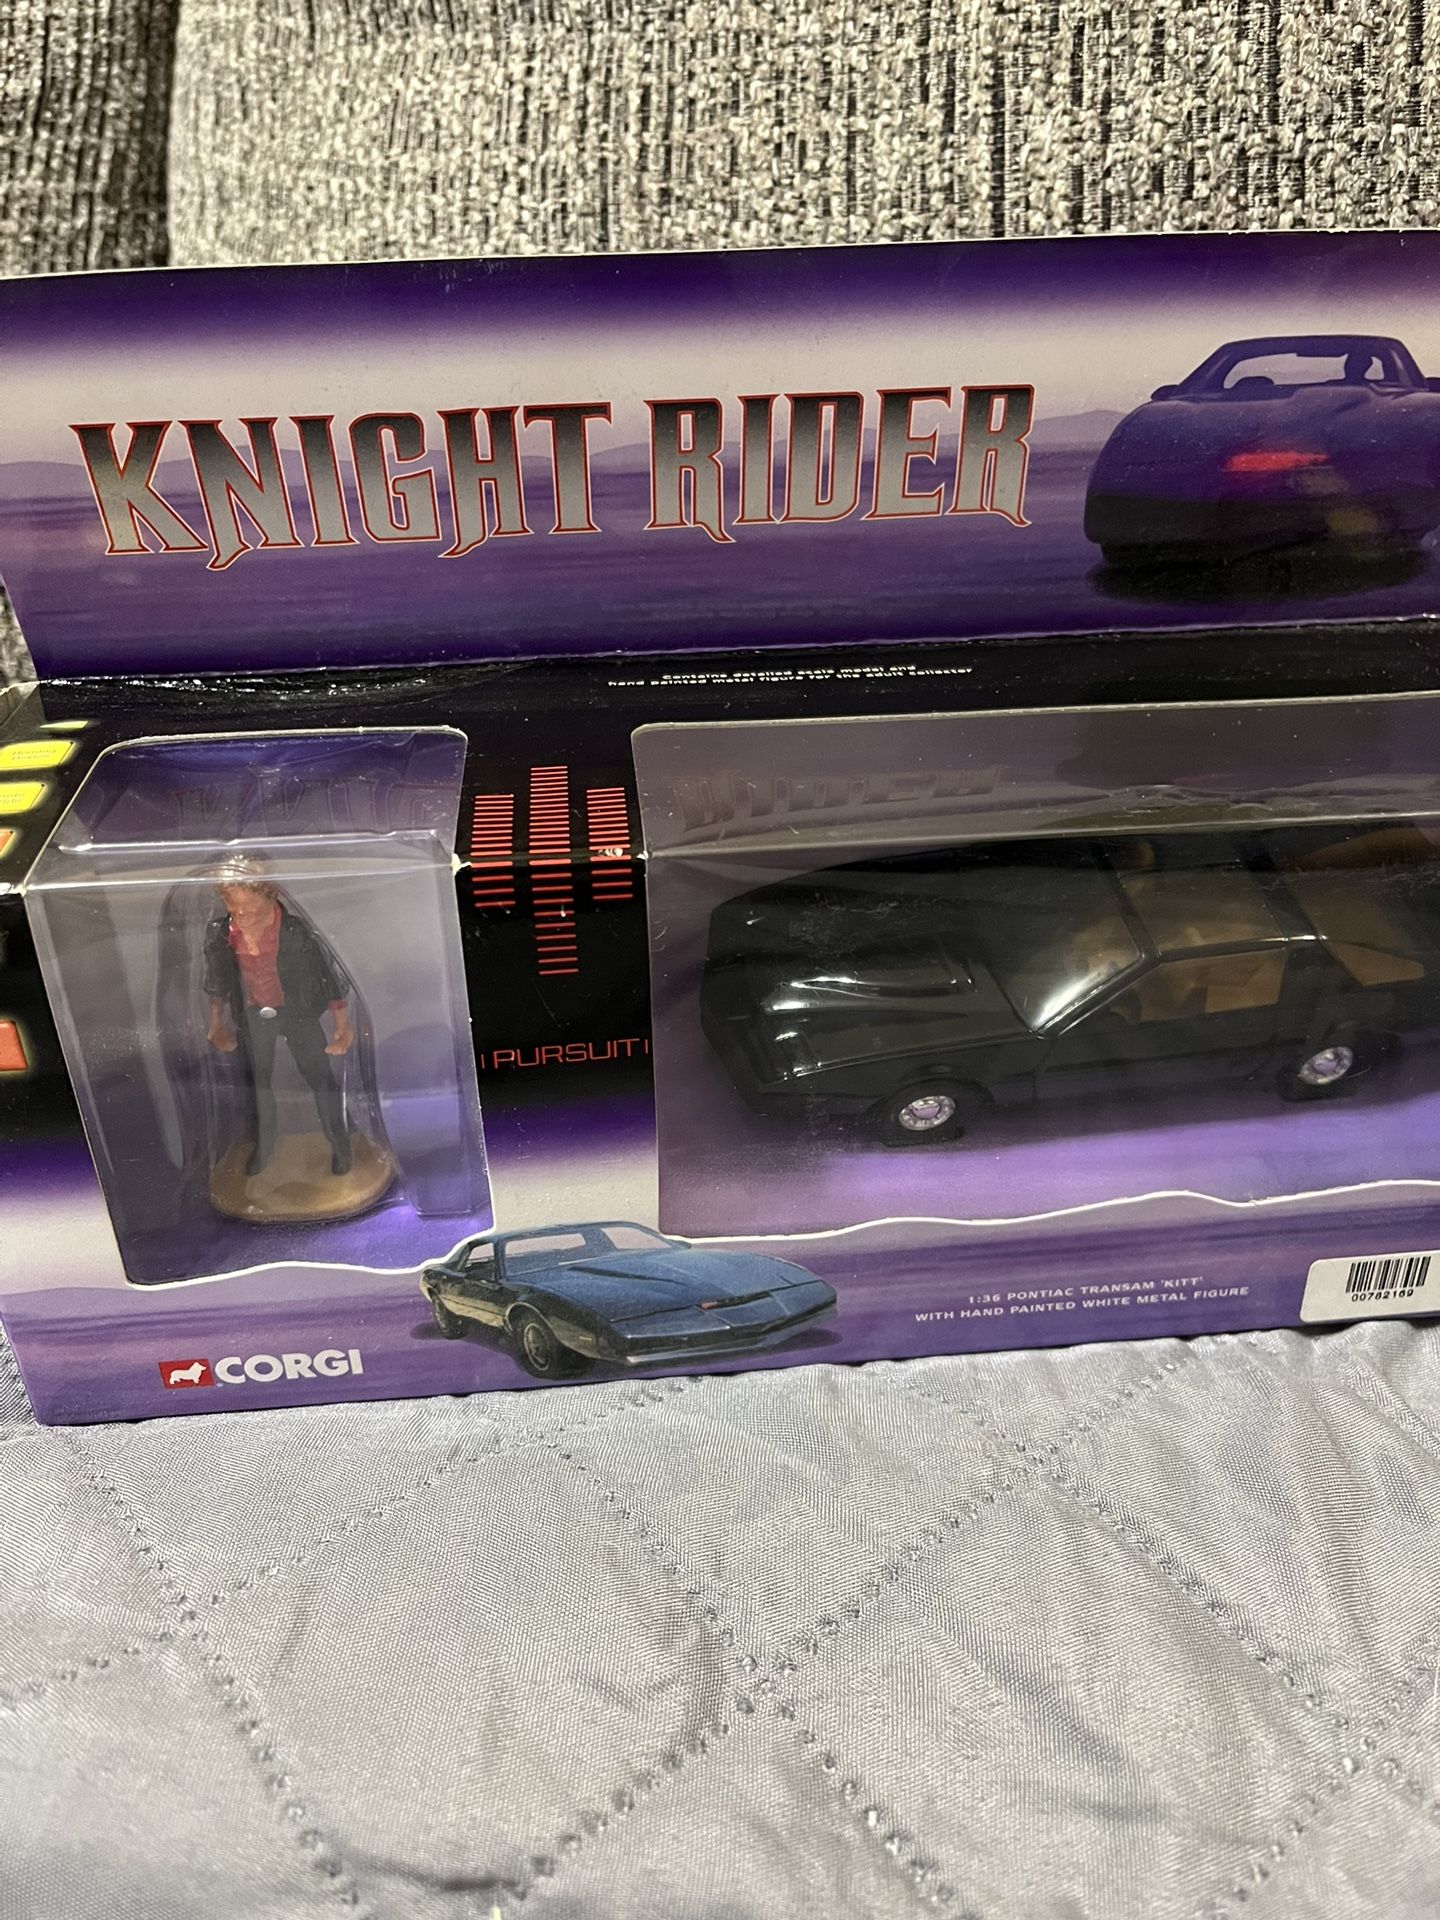 KNIGHT RIDER
Contains detailed scale model and
hand painted metal figure for the adult collector
PURSUIT
1:36 PONTIAC TRANSAM 'KITT'
WITH HAND PAINTED WHITE METAL FIGURE
00782169
CORGI